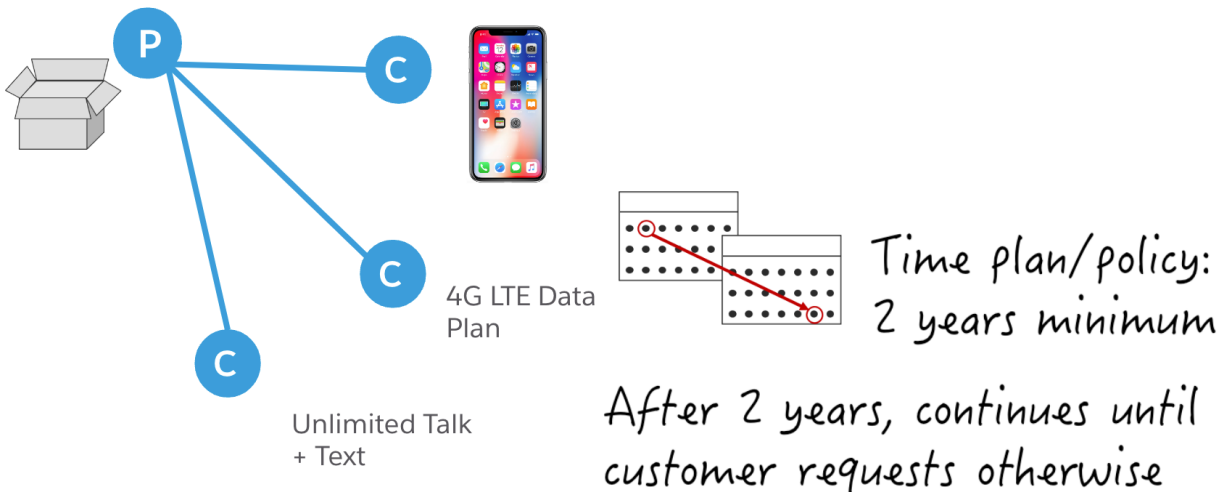 P
C
C
4G LTE Data
Plan
C
Unlimited Talk
+ Text
Time plan/policy:
2 years minimum
After 2 years, continues until
customer requests otherwise